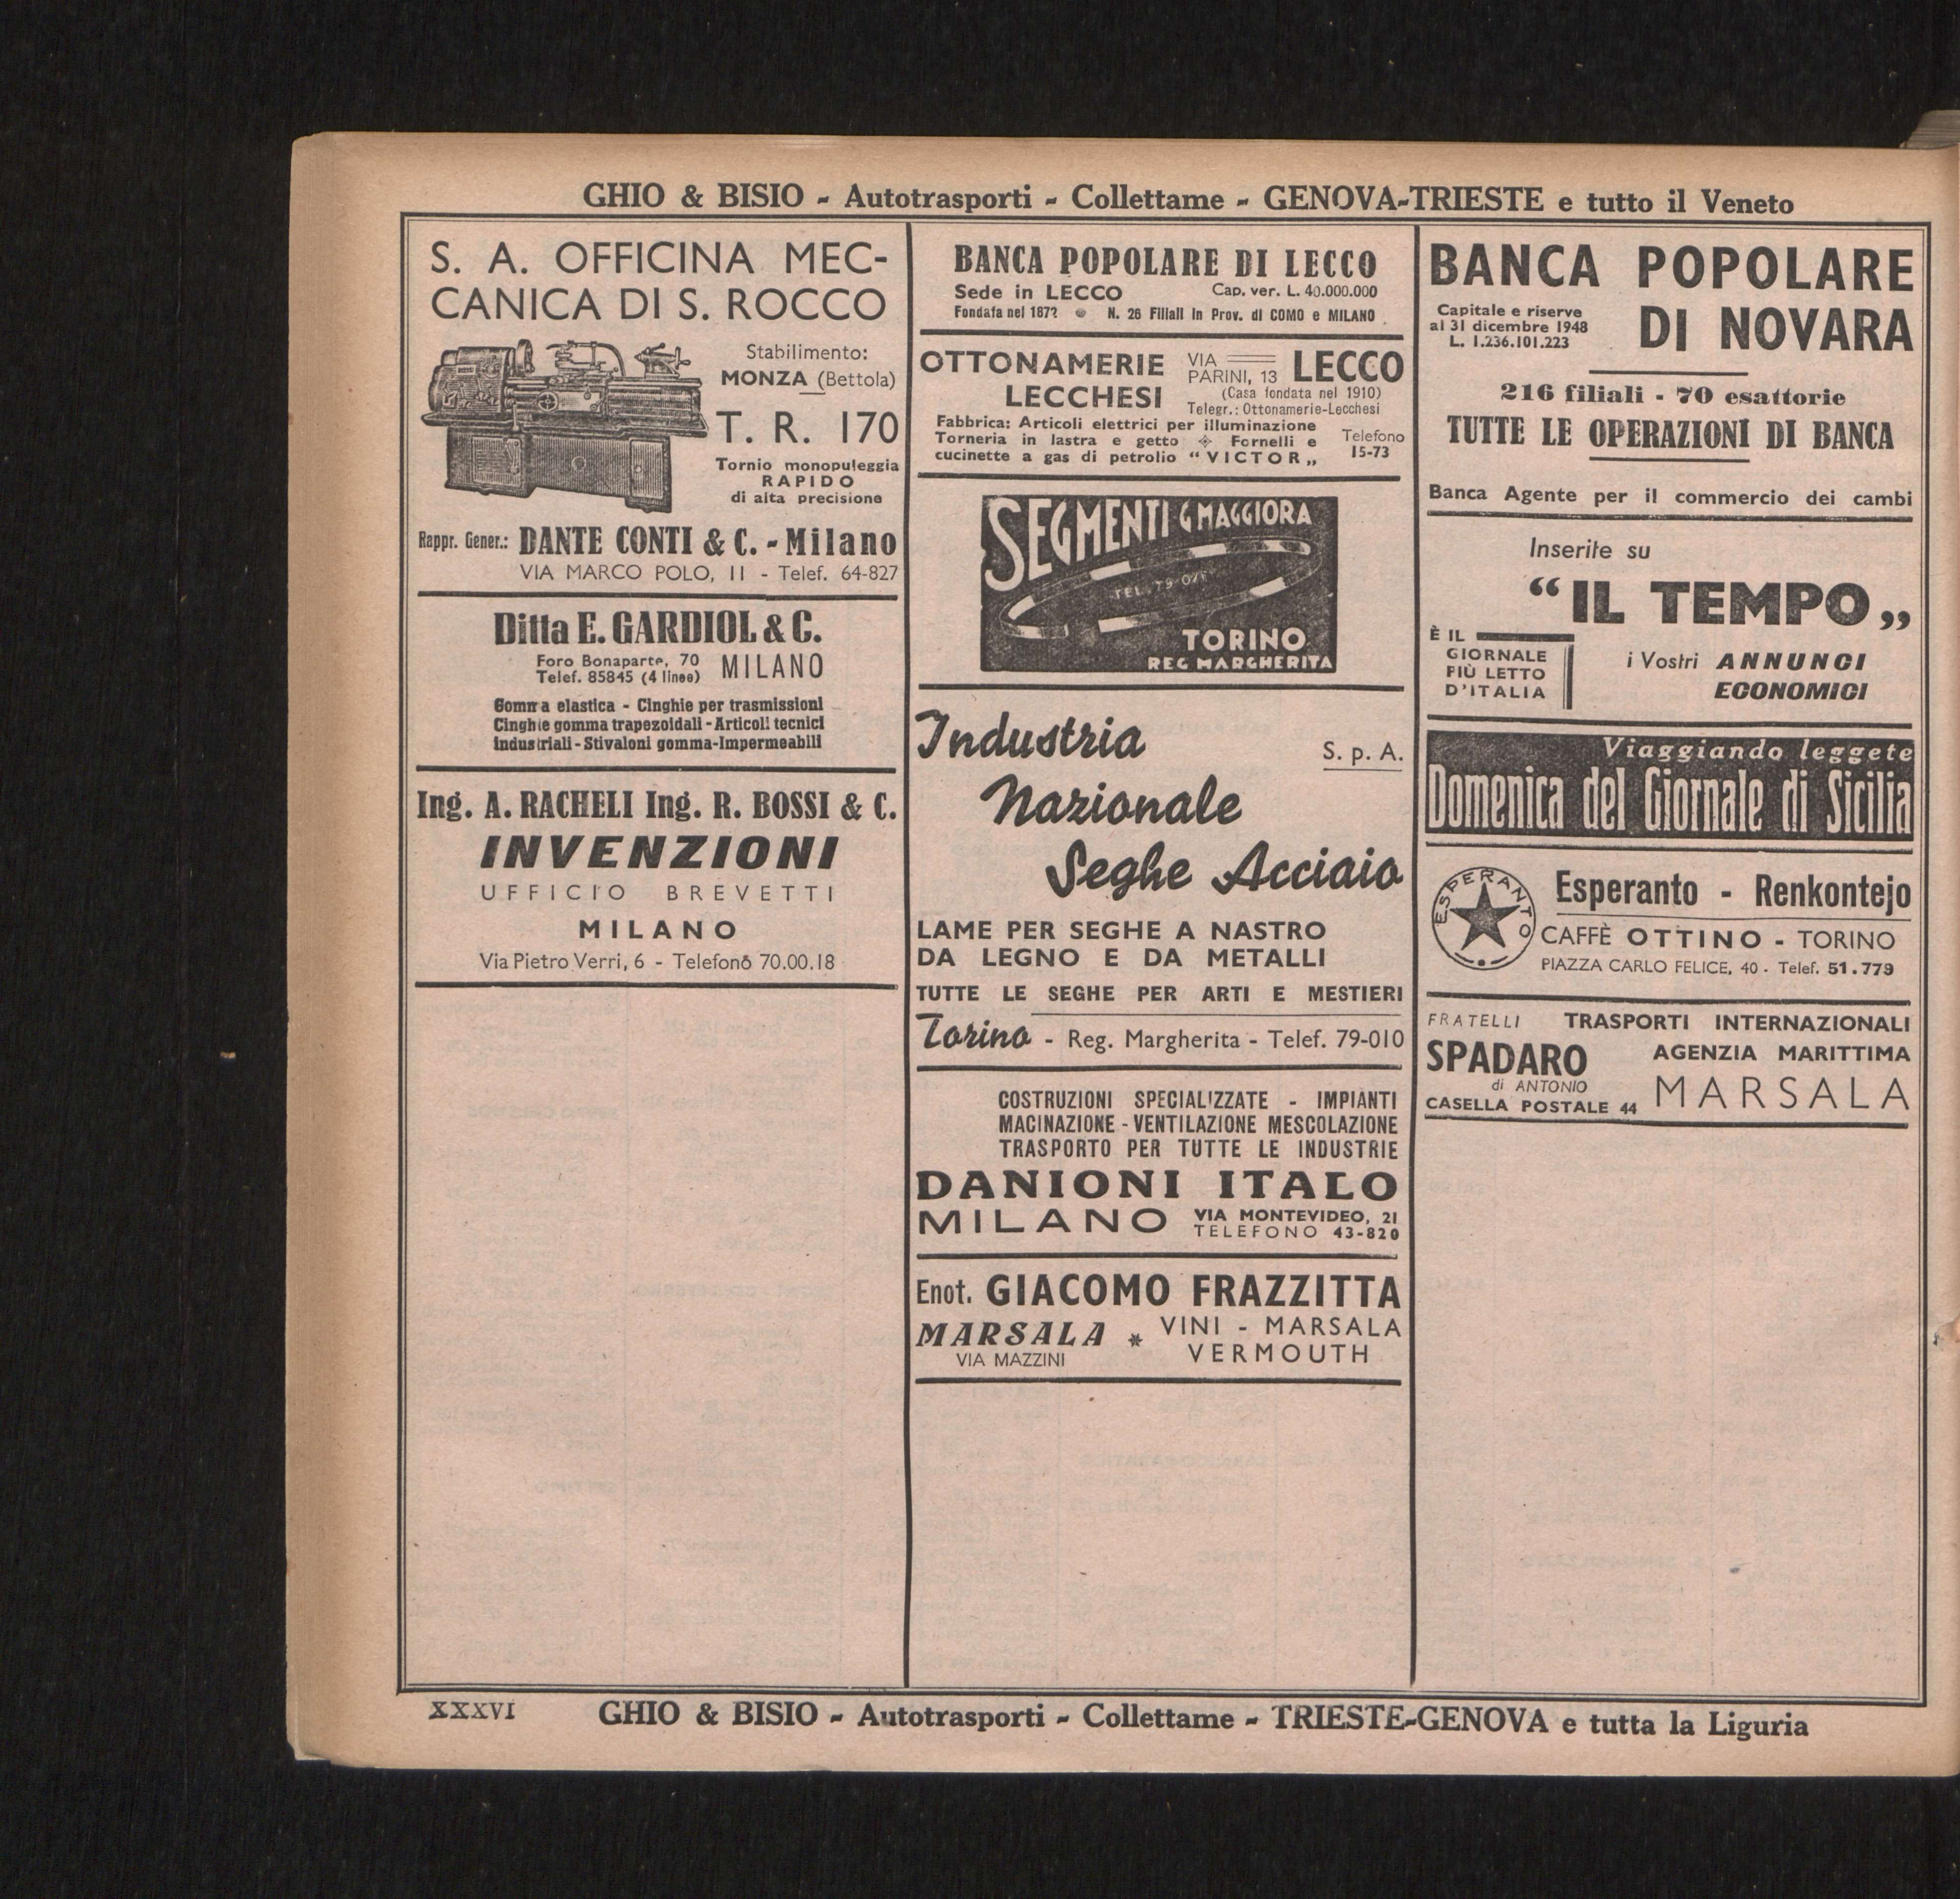 GHIO & BISIO - Autotrasporti - Collettame - GENOVA-TRIESTE e tutto il Veneto
S. A. OFFICINA MEC-
CANICA DI S. ROCCO
Stabilimento:
MONZA (Bettola)
T. R. 170
Tornio monopuleggia
RAPIDO
di alta precisione
Rappr. Gener.: DANTE CONTI & C. - Milano
VIA MARCO POLO, 11 - Telef. 64-827
Ditta E. GARDIOL & C.
Foro Bonaparte, 70
Telef. 85845 (4 linee)
MILANO
Gomma elastica - Cinghie per trasmissioni
Cinghie gomma trapezoidali - Articoli tecnici
industriali - Stivaloni gomma-Impermeabili
Ing. A. RACHELI Ing. R. BOSSI & C.
INVENZIONI
UFFICIO BREVETTI
MILANO
Via Pietro Verri, 6 - Telefono 70.00.18
BANCA POPOLARE DI LECCO
Sede in LECCO Cap. ver. L. 40.000.000
Fondata nel 1872 N. 26 Filiali in Prov. di COMO e MILANO
OTTONAMERIE
LECCHESI
VIA
PARINI, 13
LECCO
(Casa fondata nel 1910)
Telegr.: Ottonamerie-Lecchesi
Fabbrica: Articoli elettrici per illuminazione
Torneria in lastra e getto ❖ Fornelli e
cucinette a gas di petrolio “VICTOR„
Telefono
15-73
SEGMENTI G MAGGIORA
TEL. 79-071
TORINO
REG MARGHERITA
Industria
S. p. A.
Nazionale
Seghe Acciaio
LAME PER SEGHE A NASTRO
DA LEGNO E DA METALLI
TUTTE LE SEGHE PER ARTI E MESTIERI
Torino - Reg. Margherita - Telef. 79-010
COSTRUZIONI SPECIALIZZATE - IMPIANTI
MACINAZIONE - VENTILAZIONE MESCOLAZIONE
TRASPORTO PER TUTTE LE INDUSTRIE
DANIONI ITALO
MILANO
VIA MONTEVIDEO, 21
TELEFONO 43-820
Enot. GIACOMO FRAZZITTA
MARSALA *
VIA MAZZINI
VINI - MARSALA
VERMOUTH
BANCA POPOLARE
DI NOVARA
Capitale e riserve
al 31 dicembre 1948
L. 1.236.101.223
216 filiali - 70 esattorie
TUTTE LE OPERAZIONI DI BANCA
Banca Agente per il commercio dei cambi
Inserite su
“IL TEMPO„
È IL
GIORNALE
PIÙ LETTO
D'ITALIA
i Vostri ANNUNCI
ECONOMICI
Viaggiando leggete
Domenica del Giornale di Sicilia
ESPERANTO
Esperanto - Renkontejo
CAFFÈ OTTINO - TORINO
PIAZZA CARLO FELICE, 40 - Telef. 51.779
FRATELLI
SPADARO
di ANTONIO
CASELLA POSTALE 44
TRASPORTI INTERNAZIONALI
AGENZIA MARITTIMA
MARSALA
XXXVI
GHIO & BISIO - Autotrasporti - Collettame - TRIESTE-GENOVA e tutta la Liguria